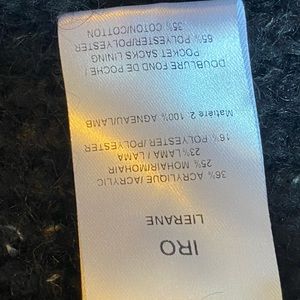 IRO
LIERANE
36% ACRYLIQUE/ACRYLIC
25% MOHAIR/MOHAIR
23% LAMA / LAMA
16% POLYESTER /POLYESTER
Matière 2, 100% AGNEAU/LAMB
DOUBLURE FOND DE POCHE /
POCKET SACKS LINING
65% POLYESTER/POLYESTER
35% COTON/COTTON